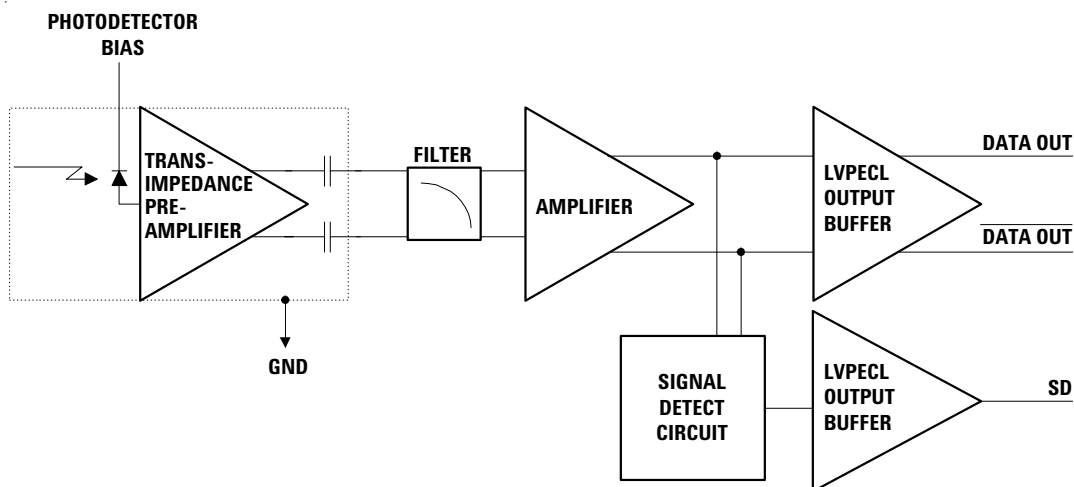 PHOTODETECTOR
BIAS
TRANS-
IMPEDANCE
PRE-
AMPLIFIER
FILTER
GND
AMPLIFIER
LVPECL
OUTPUT
BUFFER
DATA OUT
DATA OUT
SIGNAL
DETECT
CIRCUIT
LVPECL
OUTPUT
BUFFER
SD